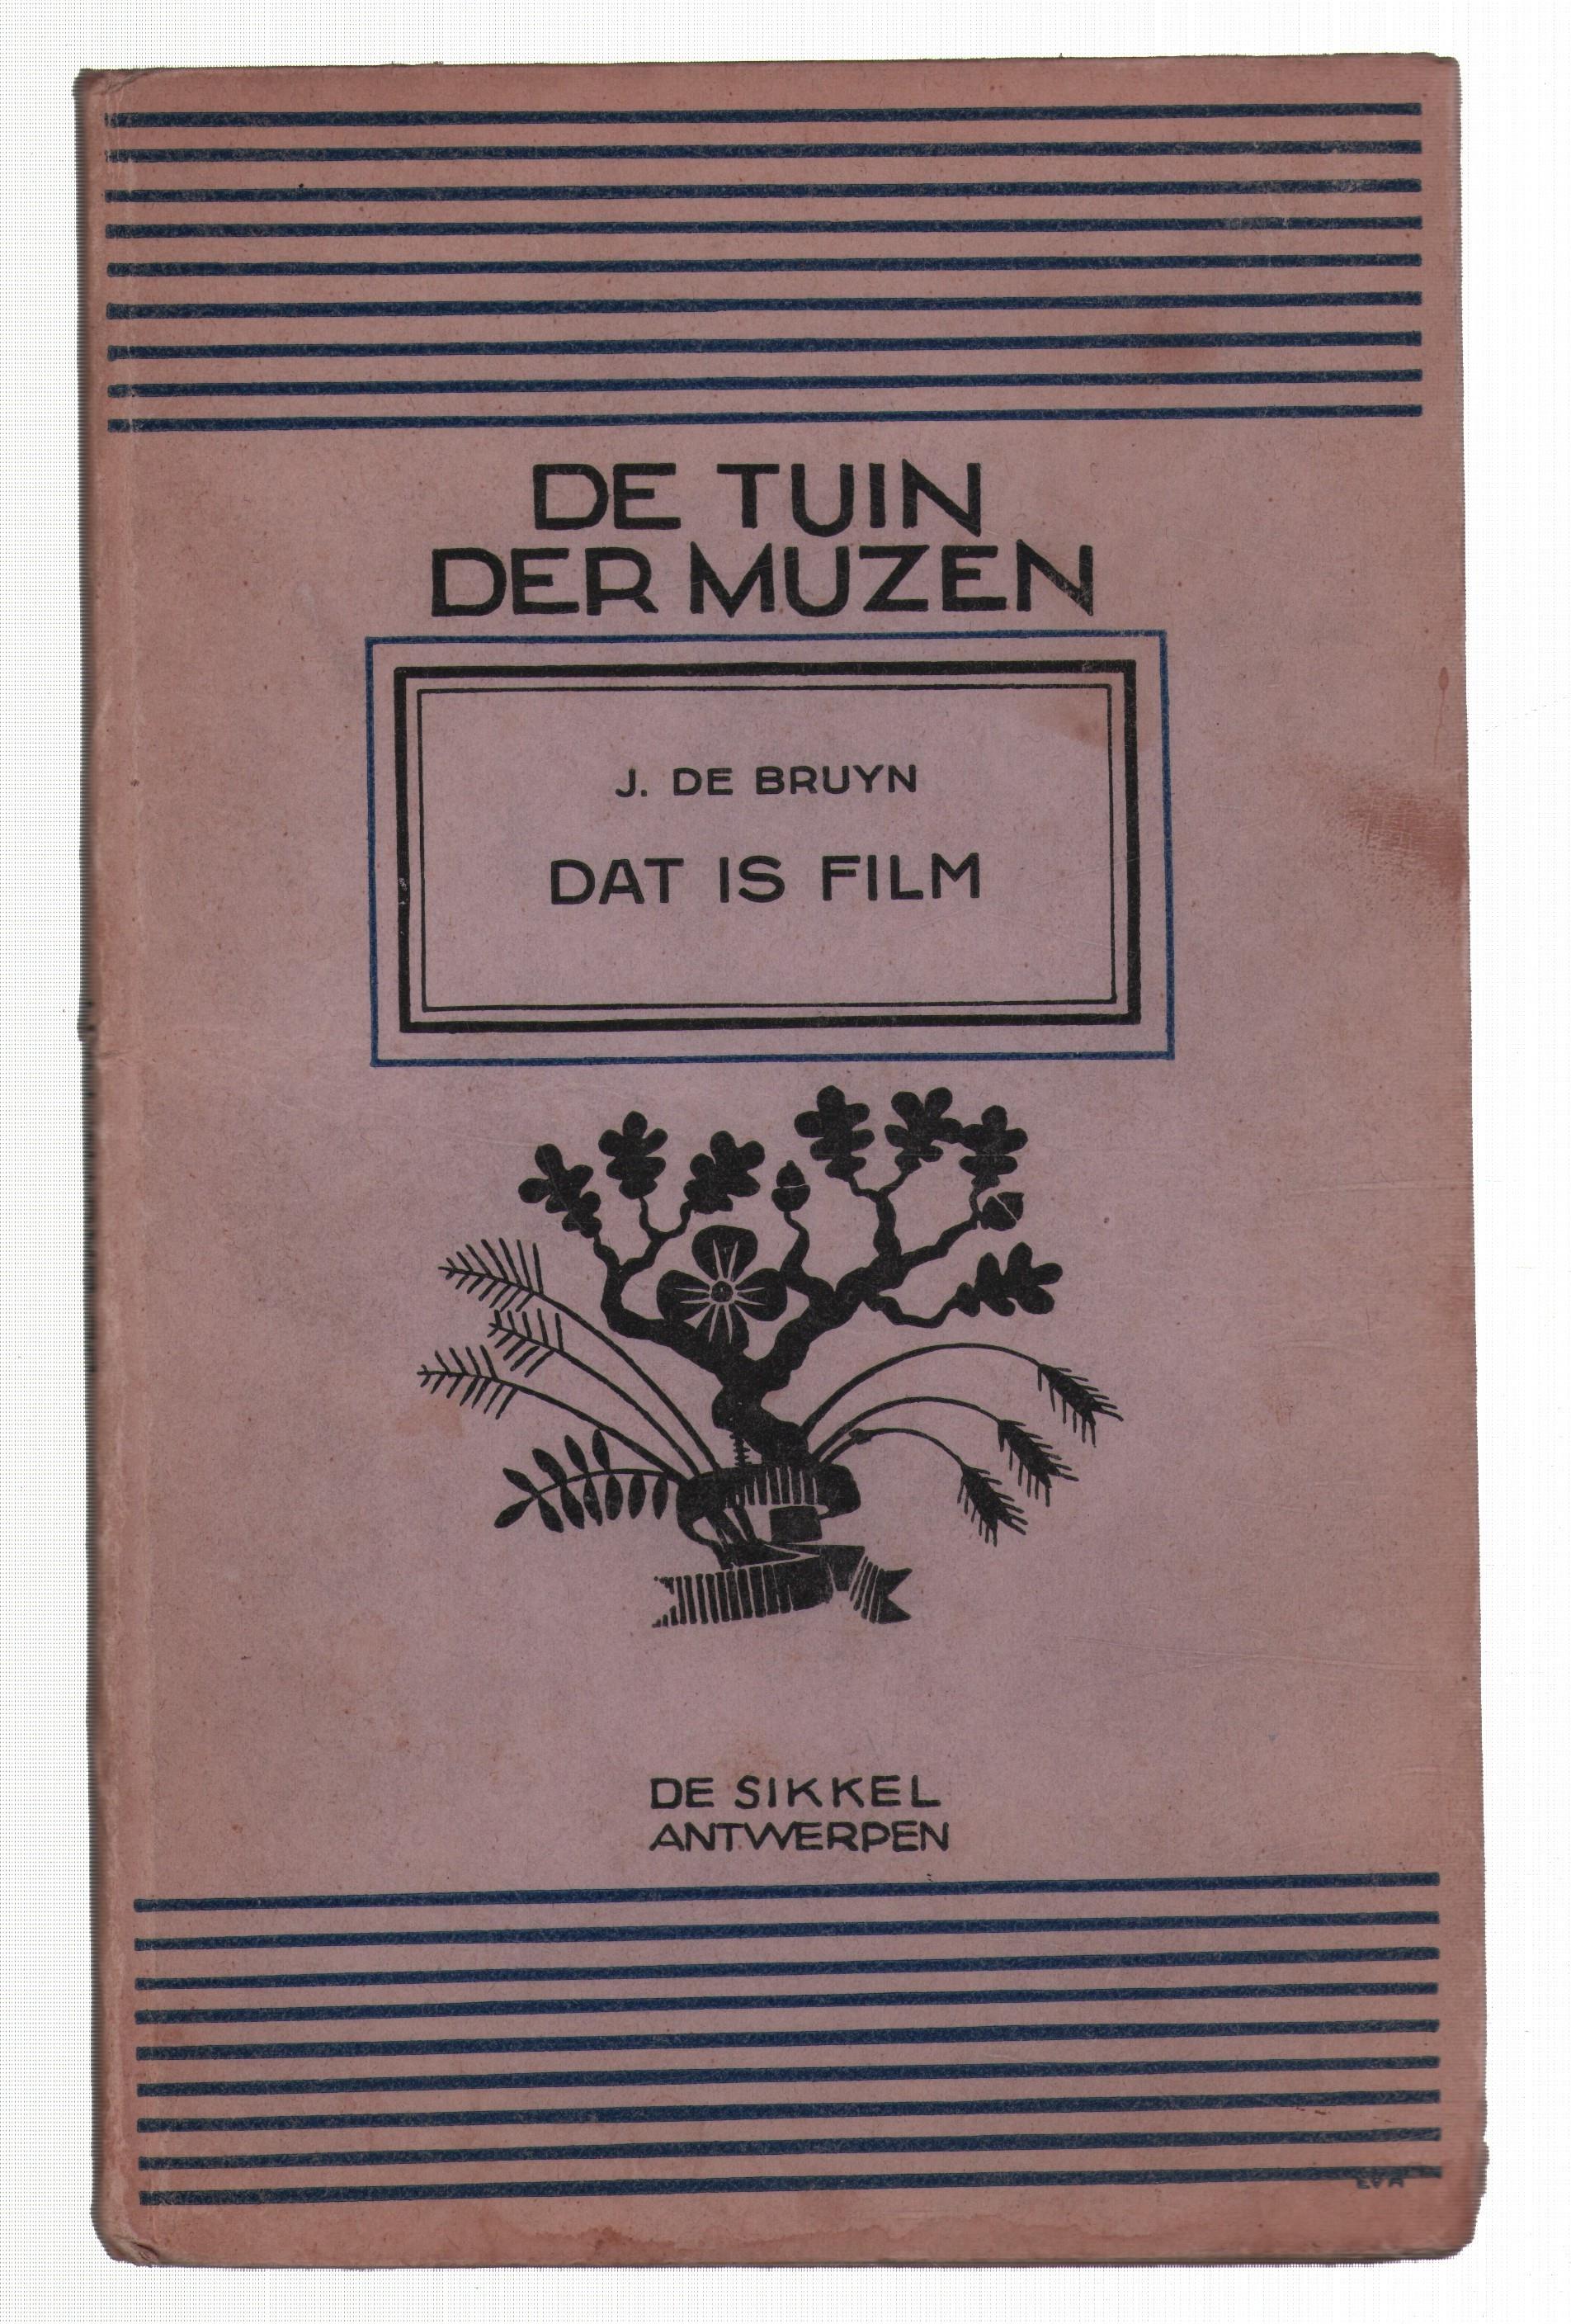 DE TUIN
DER MUZEN
J. DE BRUYN
DAT IS FILM
DE SIKKEL
ANTWERPEN